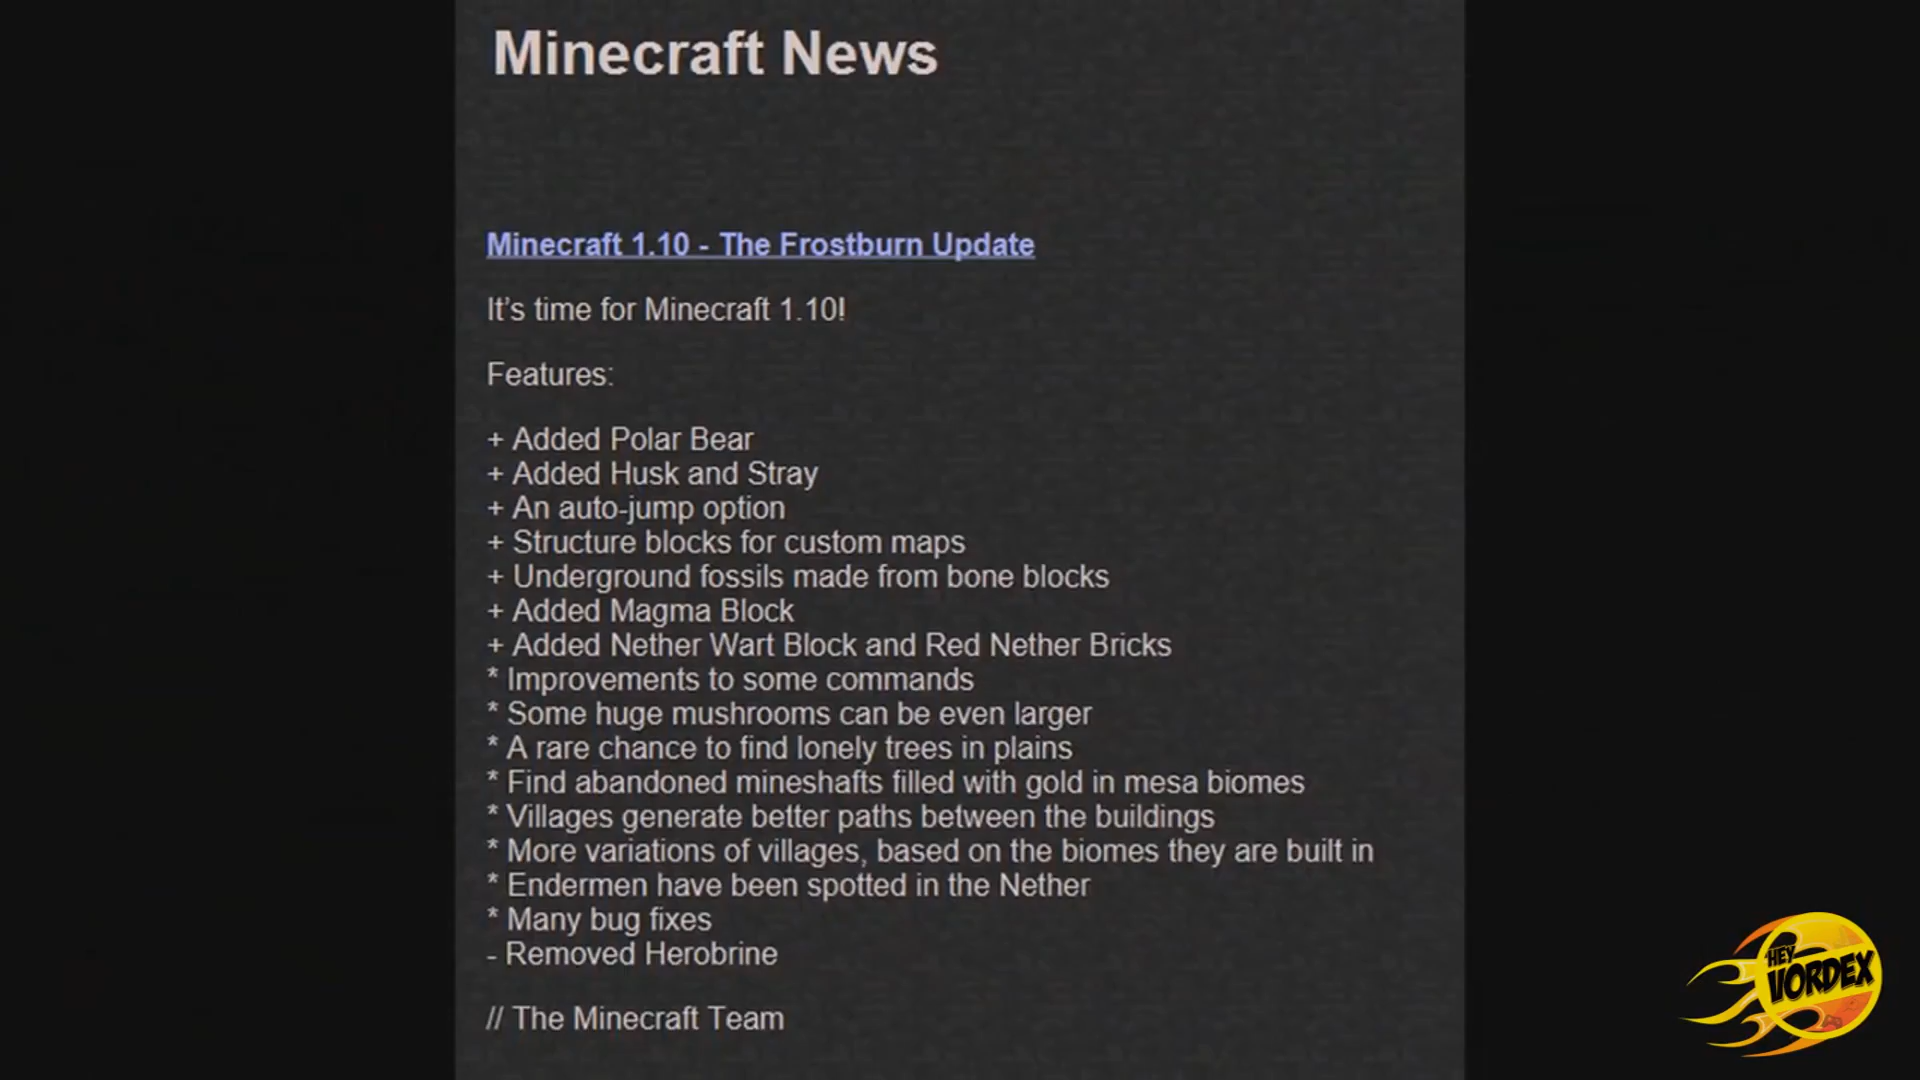 Minecraft News
Minecraft 1.10 - The Frostburn Update
It's time for Minecraft 1.10!
Features:
+ Added Polar Bear
+ Added Husk and Stray
+ An auto-jump option
+ Structure blocks for custom maps
+ Underground fossils made from bone blocks
+ Added Magma Block
+ Added Nether Wart Block and Red Nether Bricks
* Improvements to some commands
* Some huge mushrooms can be even larger
* A rare chance to find lonely trees in plains
* Find abandoned mineshafts filled with gold in mesa biomes
* Villages generate better paths between the buildings
* More variations of villages, based on the biomes they are built in
* Endermen have been spotted in the Nether
* Many bug fixes
- Removed Herobrine
// The Minecraft Team
HEY
VORDEX